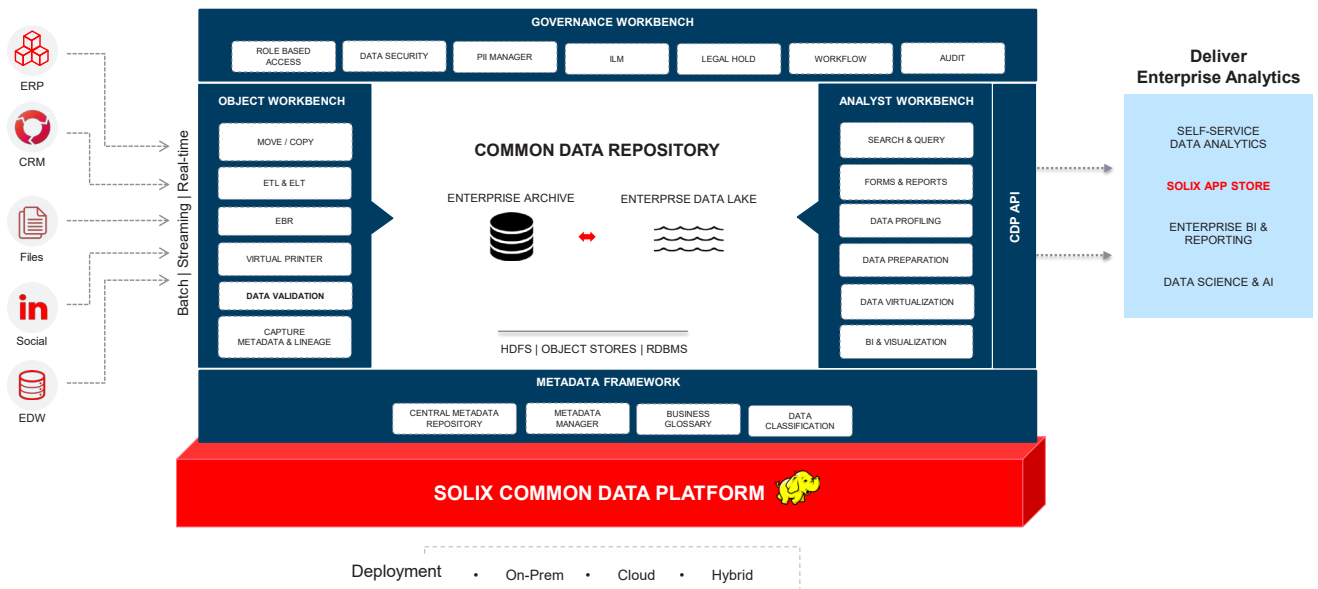 GOVERNANCE WORKBENCH
ROLE BASED
ACCESS
DATA SECURITY
PII MANAGER
ILM
LEGAL HOLD
WORKFLOW
AUDIT
ERP
CRM
Files
Social
EDW
Batch | Streaming | Real-time
OBJECT WORKBENCH
MOVE / COPY
ETL & ELT
EBR
VIRTUAL PRINTER
DATA VALIDATION
CAPTURE
METADATA & LINEAGE
COMMON DATA REPOSITORY
ENTERPRISE ARCHIVE
ENTERPRSE DATA LAKE
HDFS | OBJECT STORES | RDBMS
ANALYST WORKBENCH
SEARCH & QUERY
FORMS & REPORTS
DATA PROFILING
DATA PREPARATION
DATA VIRTUALIZATION
BI & VISUALIZATION
CDP API
Deliver
Enterprise Analytics
SELF-SERVICE
DATA ANALYTICS
SOLIX APP STORE
ENTERPRISE BI &
REPORTING
DATA SCIENCE & AI
METADATA FRAMEWORK
CENTRAL METADATA
REPOSITORY
METADATA
MANAGER
BUSINESS
GLOSSARY
DATA
CLASSIFICATION
SOLIX COMMON DATA PLATFORM
Deployment • On-Prem • Cloud • Hybrid
in